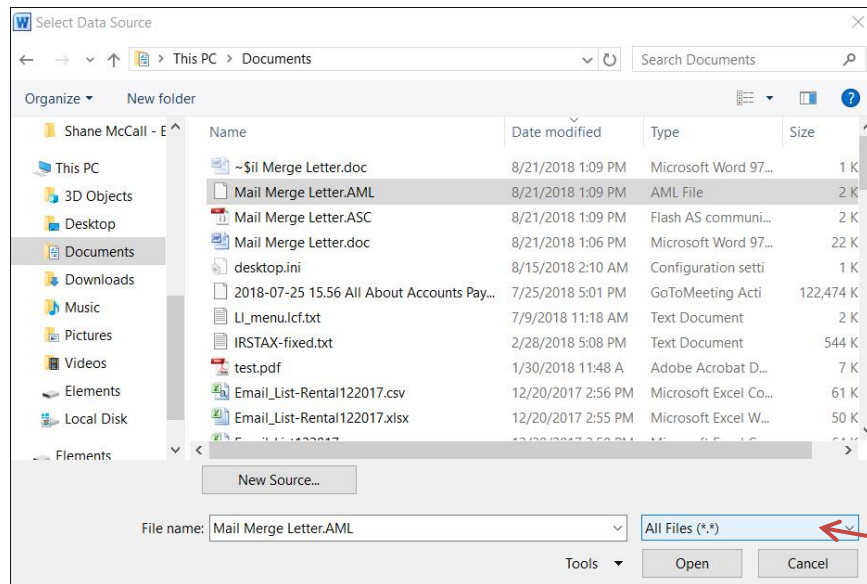 Select Data Source
This PC > Documents
Search Documents
Organize
New folder
Shane McCall - E
This PC
3D Objects
Desktop
Documents
Downloads
Music
Pictures
Videos
Elements
Local Disk
Elements
Name Date modified Type Size
~$il Merge Letter.doc 8/21/2018 1:09 PM Microsoft Word 97... 1 K
Mail Merge Letter.AML 8/21/2018 1:09 PM AML File 2 K
Mail Merge Letter.ASC 8/21/2018 1:09 PM Flash AS communi... 2 K
Mail Merge Letter.doc 8/21/2018 1:06 PM Microsoft Word 97... 22 K
desktop.ini 8/15/2018 2:10 AM Configuration setti 1 K
2018-07-25 15.56 All About Accounts Pay... 7/25/2018 5:01 PM GoToMeeting Acti 122,474 K
LI_menu.lcf.txt 7/9/2018 11:18 AM Text Document 2 K
IRSTAX-fixed.txt 2/28/2018 5:08 PM Text Document 544 K
test.pdf 1/30/2018 11:48 A Adobe Acrobat D... 7 K
Email_List-Rental122017.csv 12/20/2017 2:56 PM Microsoft Excel Co... 61 K
Email_List-Rental122017.xlsx 12/20/2017 2:55 PM Microsoft Excel W... 50 K
New Source...
File name: Mail Merge Letter.AML All Files (*.*)
Tools Open Cancel